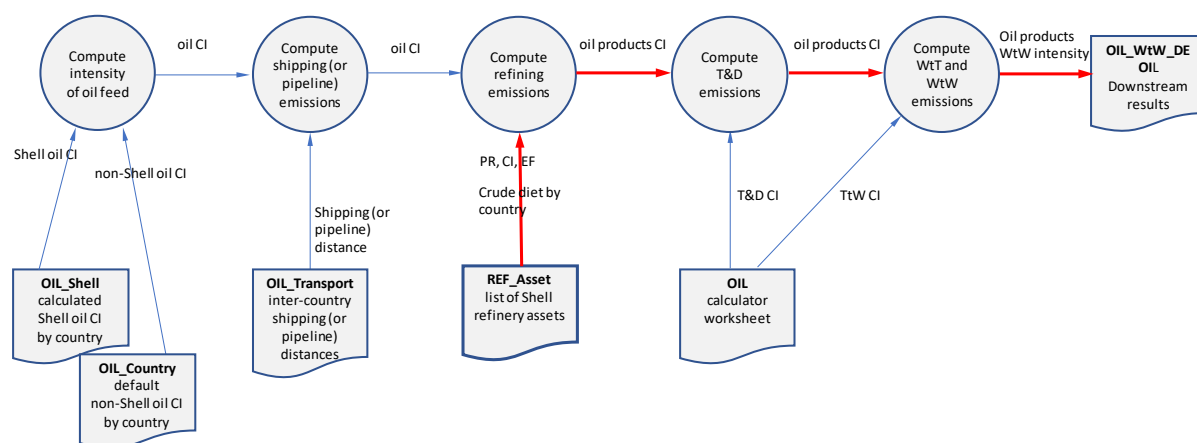 Compute
intensity
of oil feed
oil CI
Compute
shipping (or
pipeline)
emissions
oil CI
Compute
refining
emissions
oil products CI
Compute
T&D
emissions
oil products CI
Compute
WtT and
WtW
emissions
Oil products
WtW intensity
OIL_WtW_DE
OIL
Downstream
results
Shell oil CI
non-Shell oil CI
Shipping (or
pipeline)
distance
PR, CI, EF
Crude diet by
country
T&D CI
TtW CI
OIL_Shell
calculated
Shell oil CI
by country
OIL_Country
default
non-Shell oil CI
by country
OIL_Transport
inter-country
shipping (or
pipeline)
distances
REF_Asset
list of Shell
refinery assets
OIL
calculator
worksheet